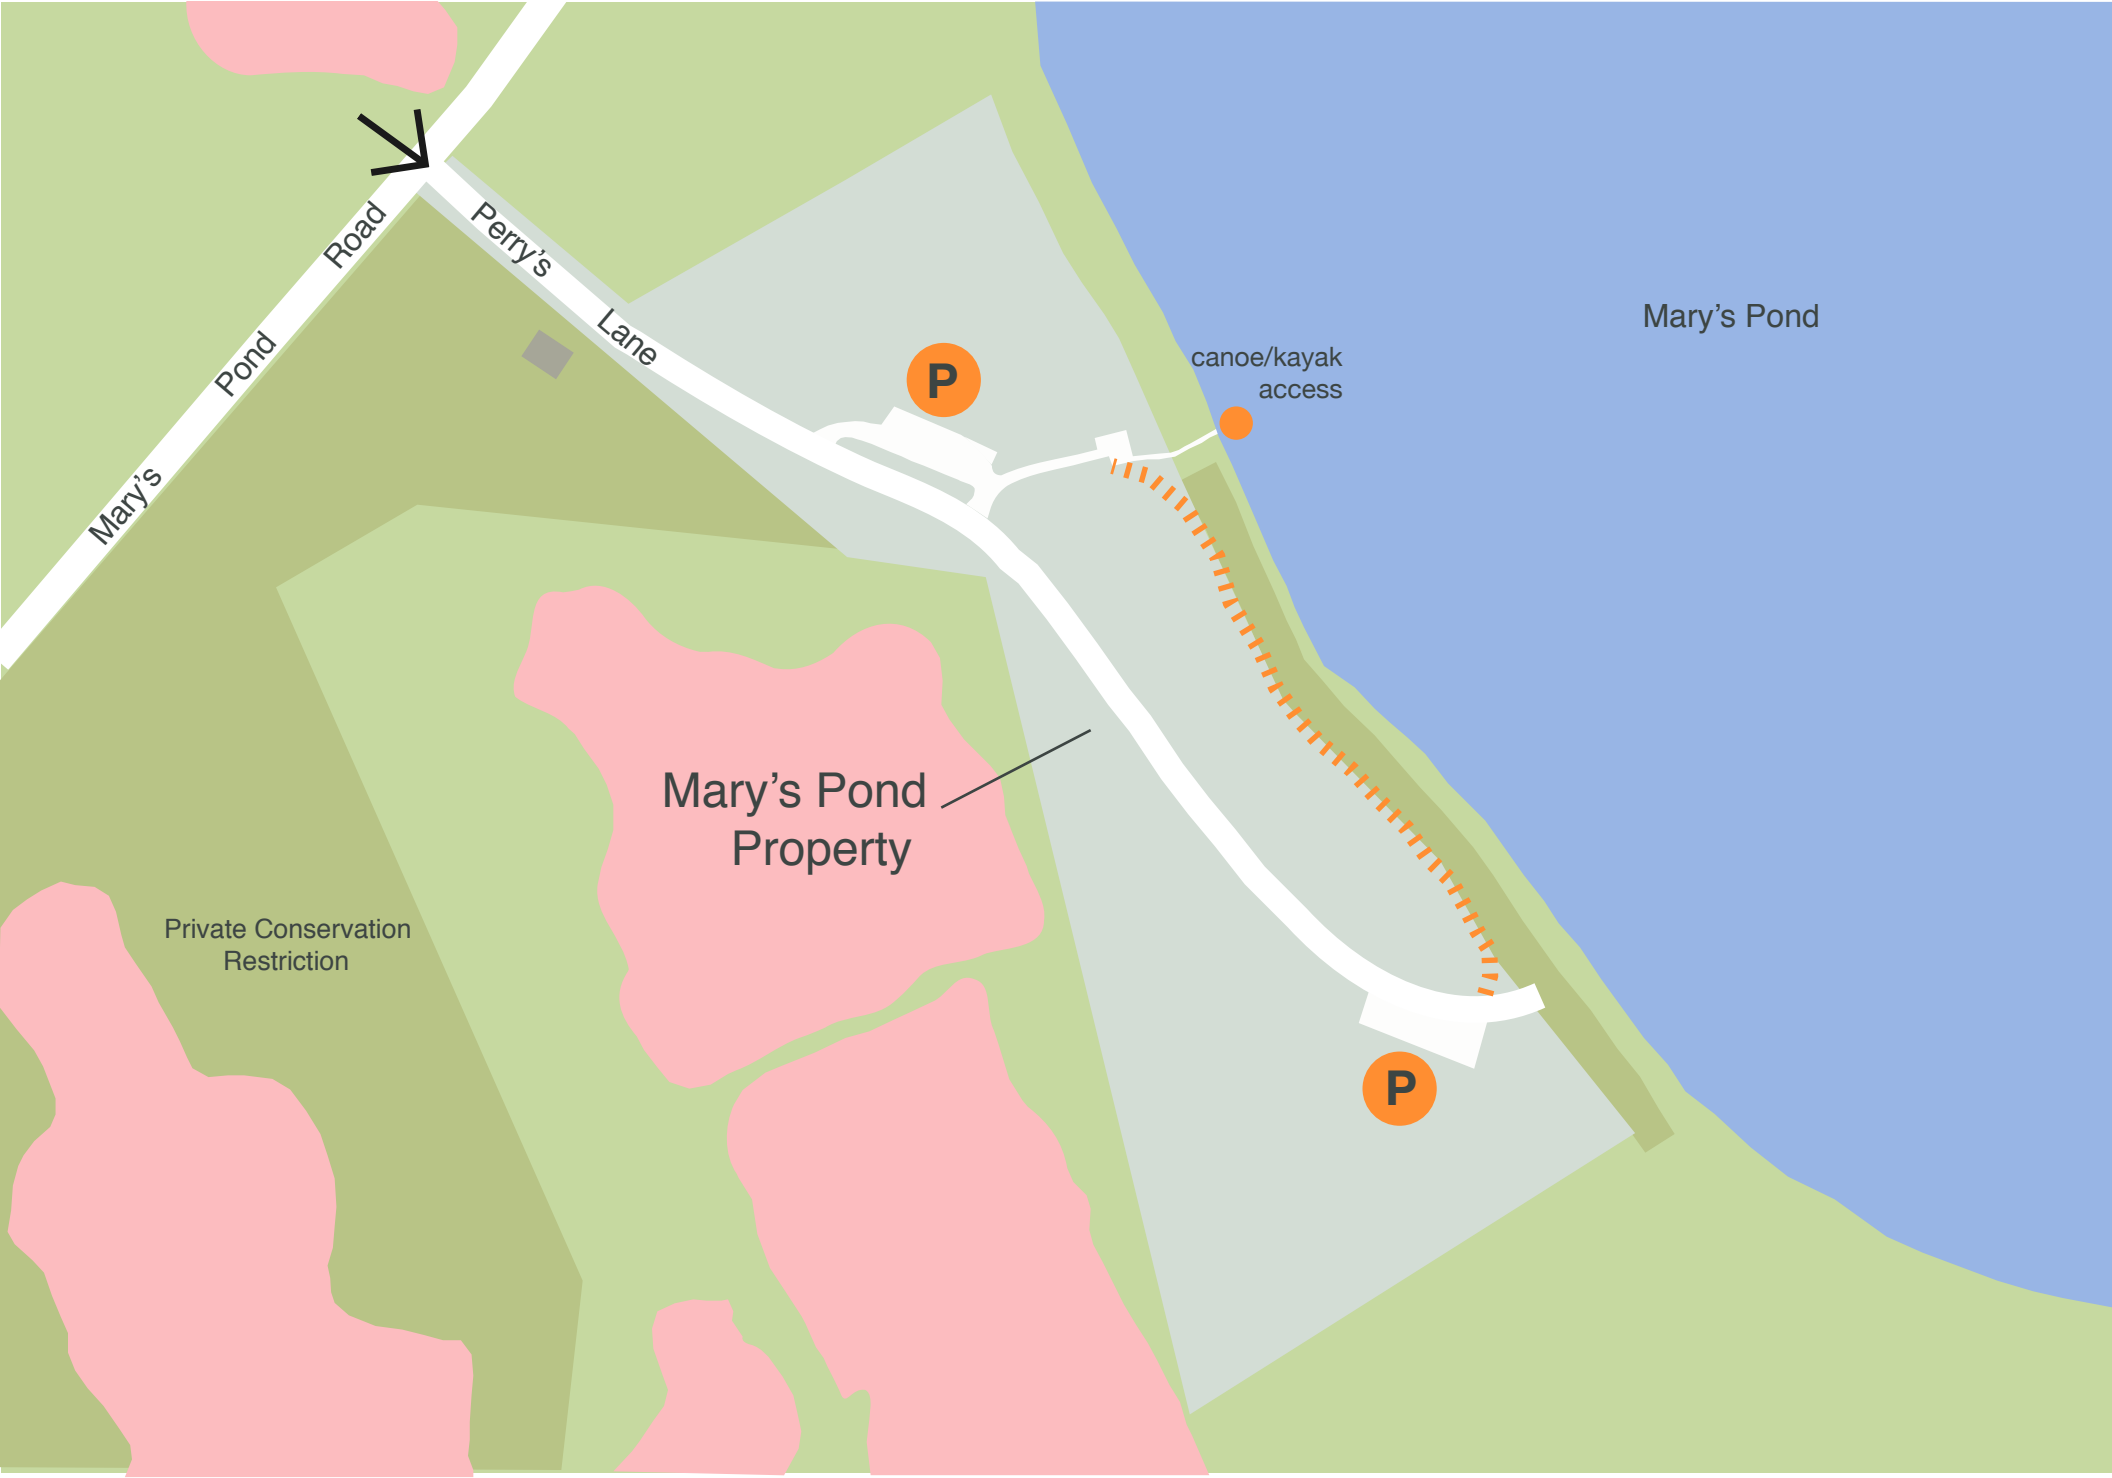 Mary's Pond Road
Perry's Lane
P
canoe/kayak
access
Mary's Pond
Mary's Pond
Property
Private Conservation
Restriction
P